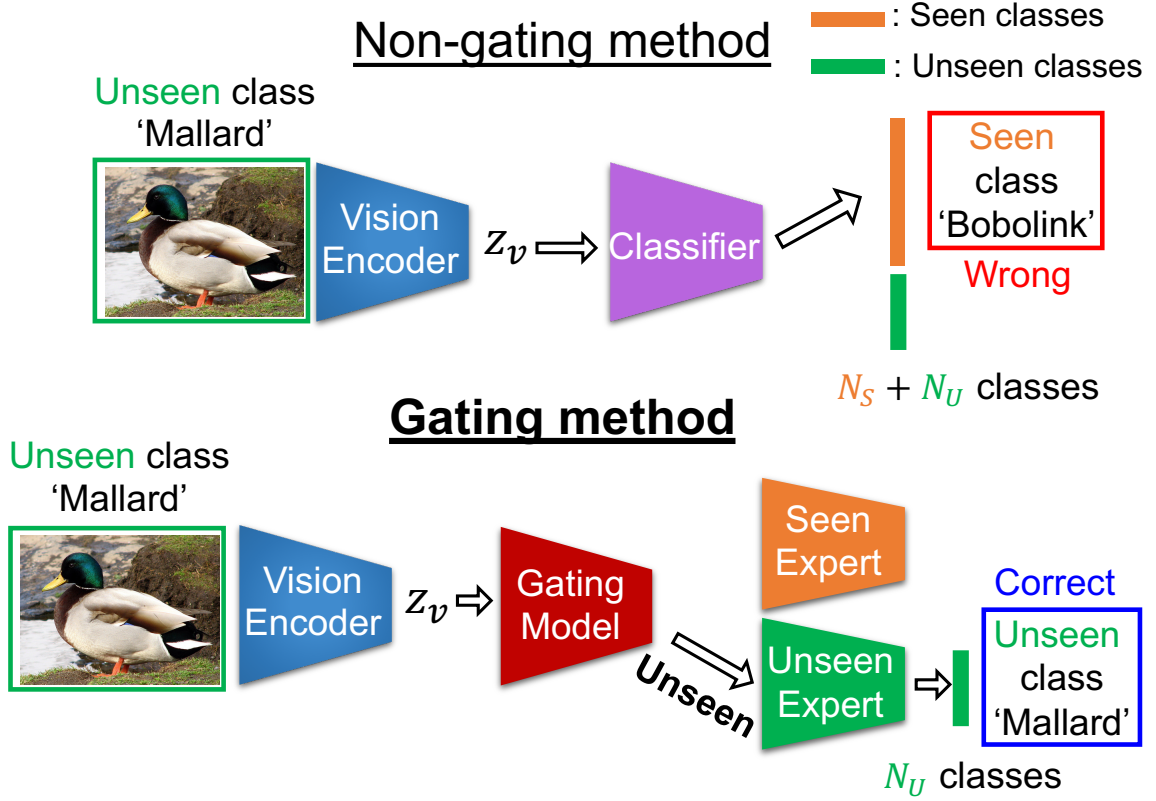 Non-gating method
: Seen classes
: Unseen classes
Unseen class
‘Mallard’
Vision
Encoder
z_v
Classifier
Seen
class
‘Bobolink’
Wrong
N_S + N_U classes
Gating method
Unseen class
‘Mallard’
Vision
Encoder
z_v
Gating
Model
Unseen
Seen
Expert
Unseen
Expert
Correct
Unseen
class
‘Mallard’
N_U classes